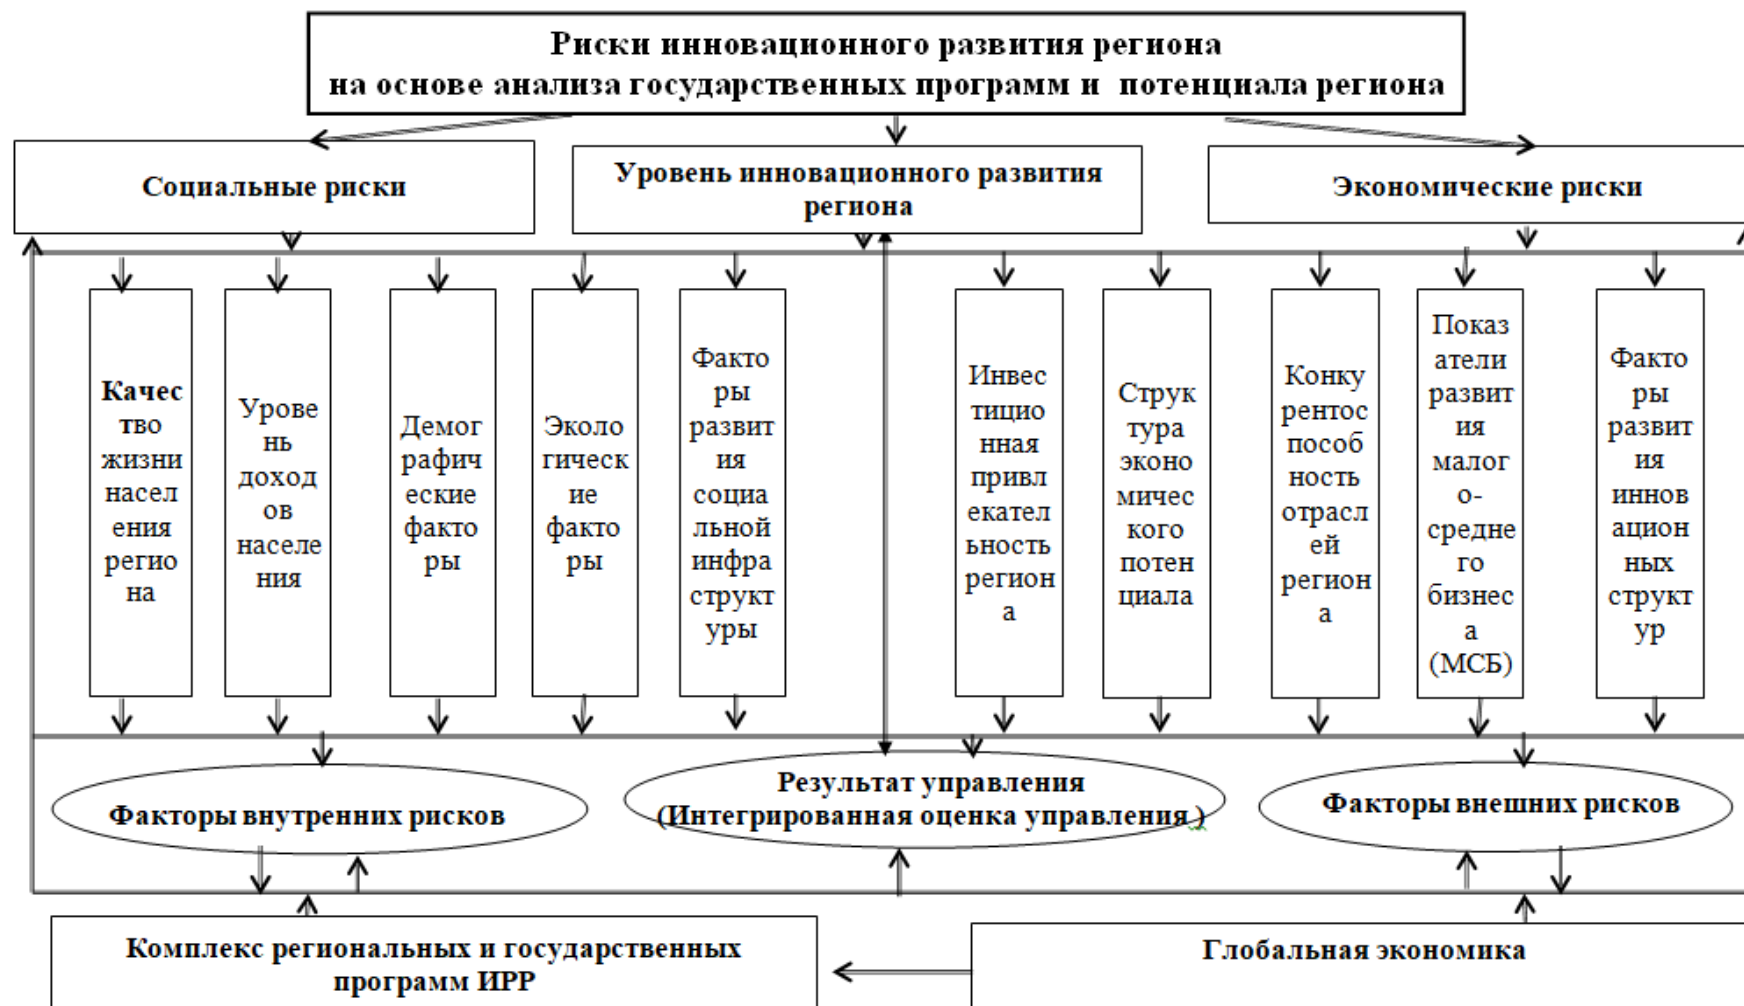 Риски инновационного развития региона
на основе анализа государственных программ и потенциала региона
Социальные риски
Уровень инновационного развития
региона
Экономические риски
Качес
тво
жизни
насел
ения
регио
на
Урове
нь
доход
ов
населе
ния
Демог
рафич
еские
факто
ры
Эколо
гическ
ие
факто
ры
Факто
ры
развит
ия
социа
льной
инфра
структ
уры
Инвес
тицио
нная
привл
екател
ьность
регион
а
Струк
тура
эконо
мичес
кого
потен
циала
Конку
рентос
пособ
ность
отрасл
ей
регион
а
Показ
атели
развит
ия
малог
о-
средне
го
бизнес
а
(МСБ)
Факто
ры
развит
ия
иннов
ацион
ных
структ
ур
Факторы внутренних рисков
Результат управления
(Интегрированная оценка управления )
Факторы внешних рисков
Комплекс региональных и государственных
программ ИРР
Глобальная экономика